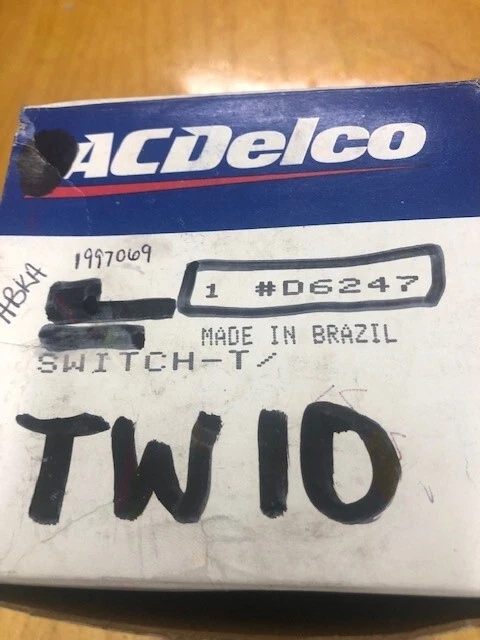 ACDelco
1997069
HBKA
1 #D6247
MADE IN BRAZIL
SWITCH-T/
TW10